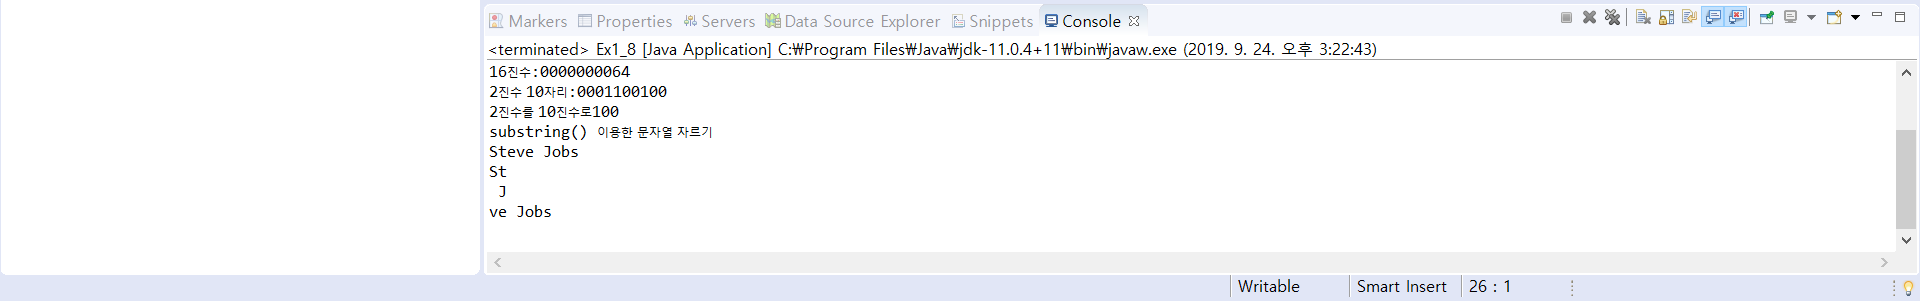 Markers Properties Servers Data Source Explorer Snippets Console
<terminated> Ex1_8 [Java Application] C:₩Program Files₩Java₩jdk-11.0.4+11₩bin₩javaw.exe (2019. 9. 24. 오후 3:22:43)
16진수:0000000064
2진수 10자리:0001100100
2진수를 10진수로100
substring() 이용한 문자열 자르기
Steve Jobs
St
 J
ve Jobs
Writable Smart Insert 26 : 1